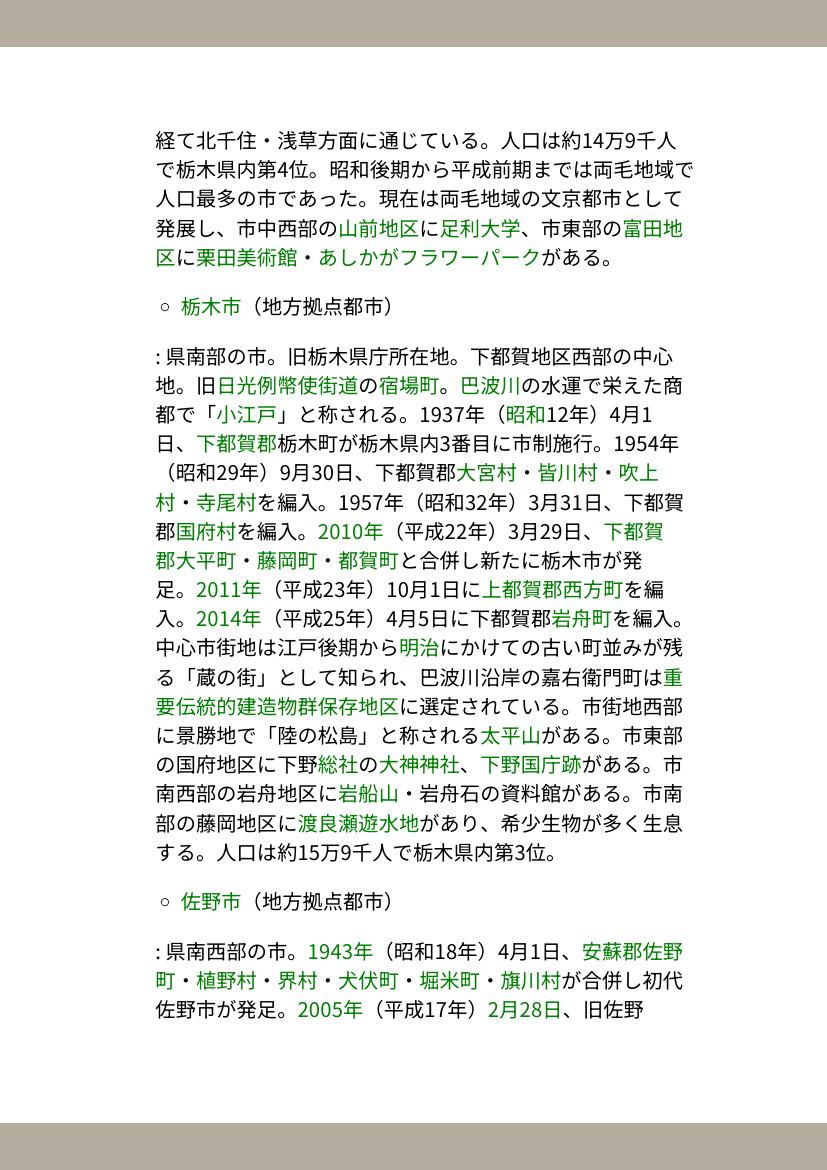 経て北千住・浅草方面に通じている。人口は約14万9千人
で栃木県内第4位。昭和後期から平成前期までは両毛地域で
人口最多の市であった。現在は両毛地域の文京都市として
発展し、市中西部の山前地区に足利大学、市東部の富田地
区に栗田美術館・あしかがフラワーパークがある。
○ 栃木市（地方拠点都市）
: 県南部の市。旧栃木県庁所在地。下都賀地区西部の中心
地。旧日光例幣使街道の宿場町。巴波川の水運で栄えた商
都で「小江戸」と称される。1937年（昭和12年）4月1
日、下都賀郡栃木町が栃木県内3番目に市制施行。1954年
（昭和29年）9月30日、下都賀郡大宮村・皆川村・吹上
村・寺尾村を編入。1957年（昭和32年）3月31日、下都賀
郡国府村を編入。2010年（平成22年）3月29日、下都賀
郡大平町・藤岡町・都賀町と合併し新たに栃木市が発
足。2011年（平成23年）10月1日に上都賀郡西方町を編
入。2014年（平成25年）4月5日に下都賀郡岩舟町を編入。
中心市街地は江戸後期から明治にかけての古い町並みが残
る「蔵の街」として知られ、巴波川沿岸の嘉右衛門町は重
要伝統的建造物群保存地区に選定されている。市街地西部
に景勝地で「陸の松島」と称される太平山がある。市東部
の国府地区に下野総社の大神神社、下野国庁跡がある。市
南西部の岩舟地区に岩船山・岩舟石の資料館がある。市南
部の藤岡地区に渡良瀬遊水地があり、希少生物が多く生息
する。人口は約15万9千人で栃木県内第3位。
○ 佐野市（地方拠点都市）
: 県南西部の市。1943年（昭和18年）4月1日、安蘇郡佐野
町・植野村・界村・犬伏町・堀米町・旗川村が合併し初代
佐野市が発足。2005年（平成17年）2月28日、旧佐野